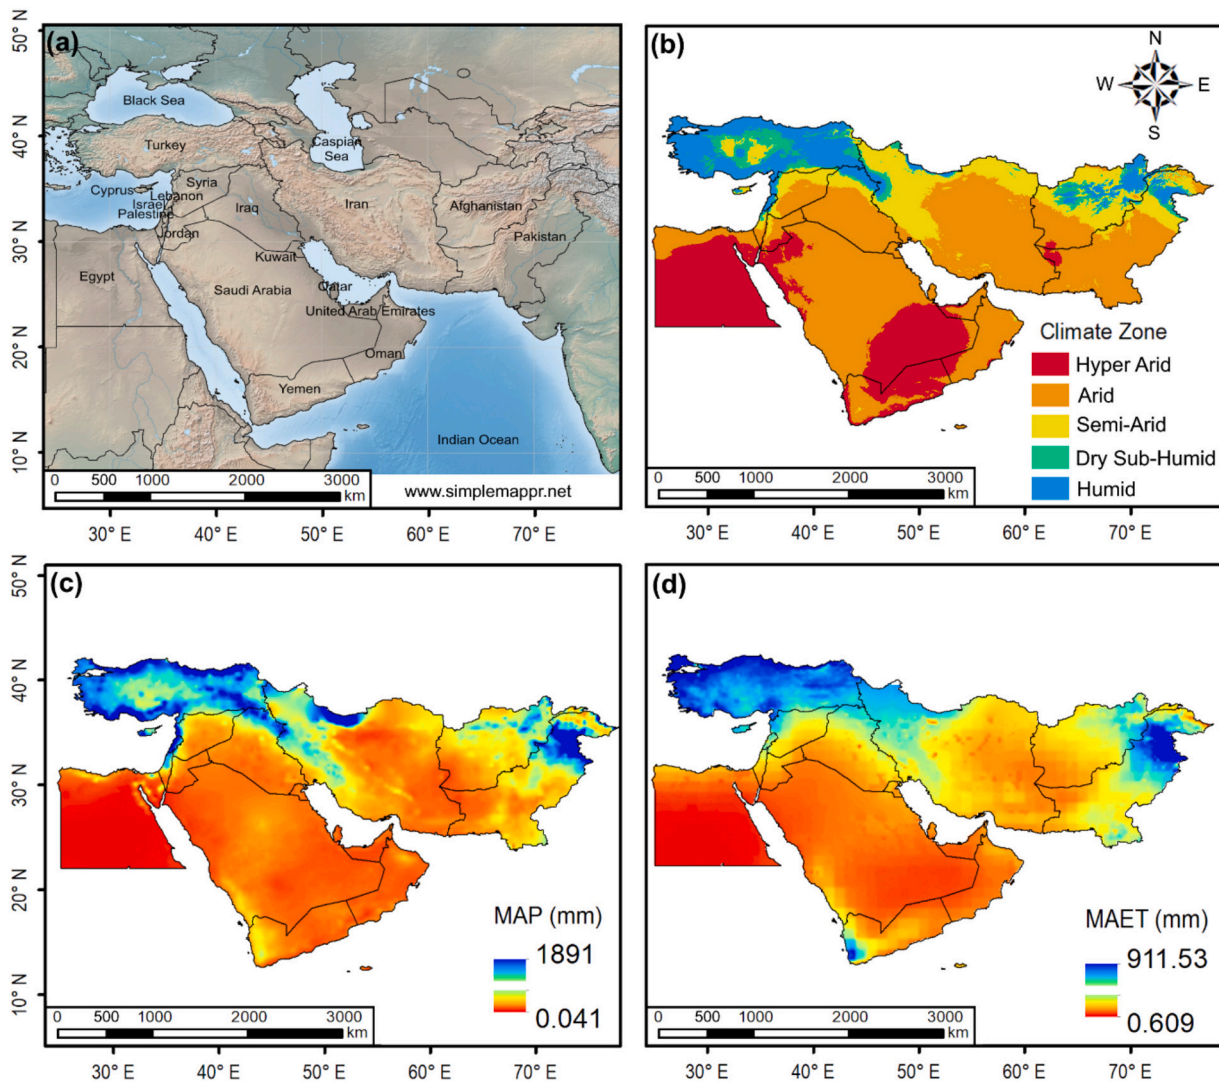 (a)
50° N
40° N
30° N
20° N
10° N
Black Sea
Turkey
Caspian
Sea
Cyprus
Syria
Lebanon
Israel
Palestine
Iraq
Iran
Afghanistan
Jordan
Pakistan
Kuwait
Egypt
Saudi Arabia
Qatar
United Arab Emirates
Oman
Yemen
Indian Ocean
0 500 1000 2000 3000
km
www.simplemappr.net
30° E 40° E 50° E 60° E 70° E
(b)
N
W E
S
Climate Zone
Hyper Arid
Arid
Semi-Arid
Dry Sub-Humid
Humid
0 500 1000 2000 3000
km
30° E 40° E 50° E 60° E 70° E
(c)
50° N
40° N
30° N
20° N
10° N
MAP (mm)
1891
0.041
0 500 1000 2000 3000
km
30° E 40° E 50° E 60° E 70° E
(d)
MAET (mm)
911.53
0.609
0 500 1000 2000 3000
km
30° E 40° E 50° E 60° E 70° E